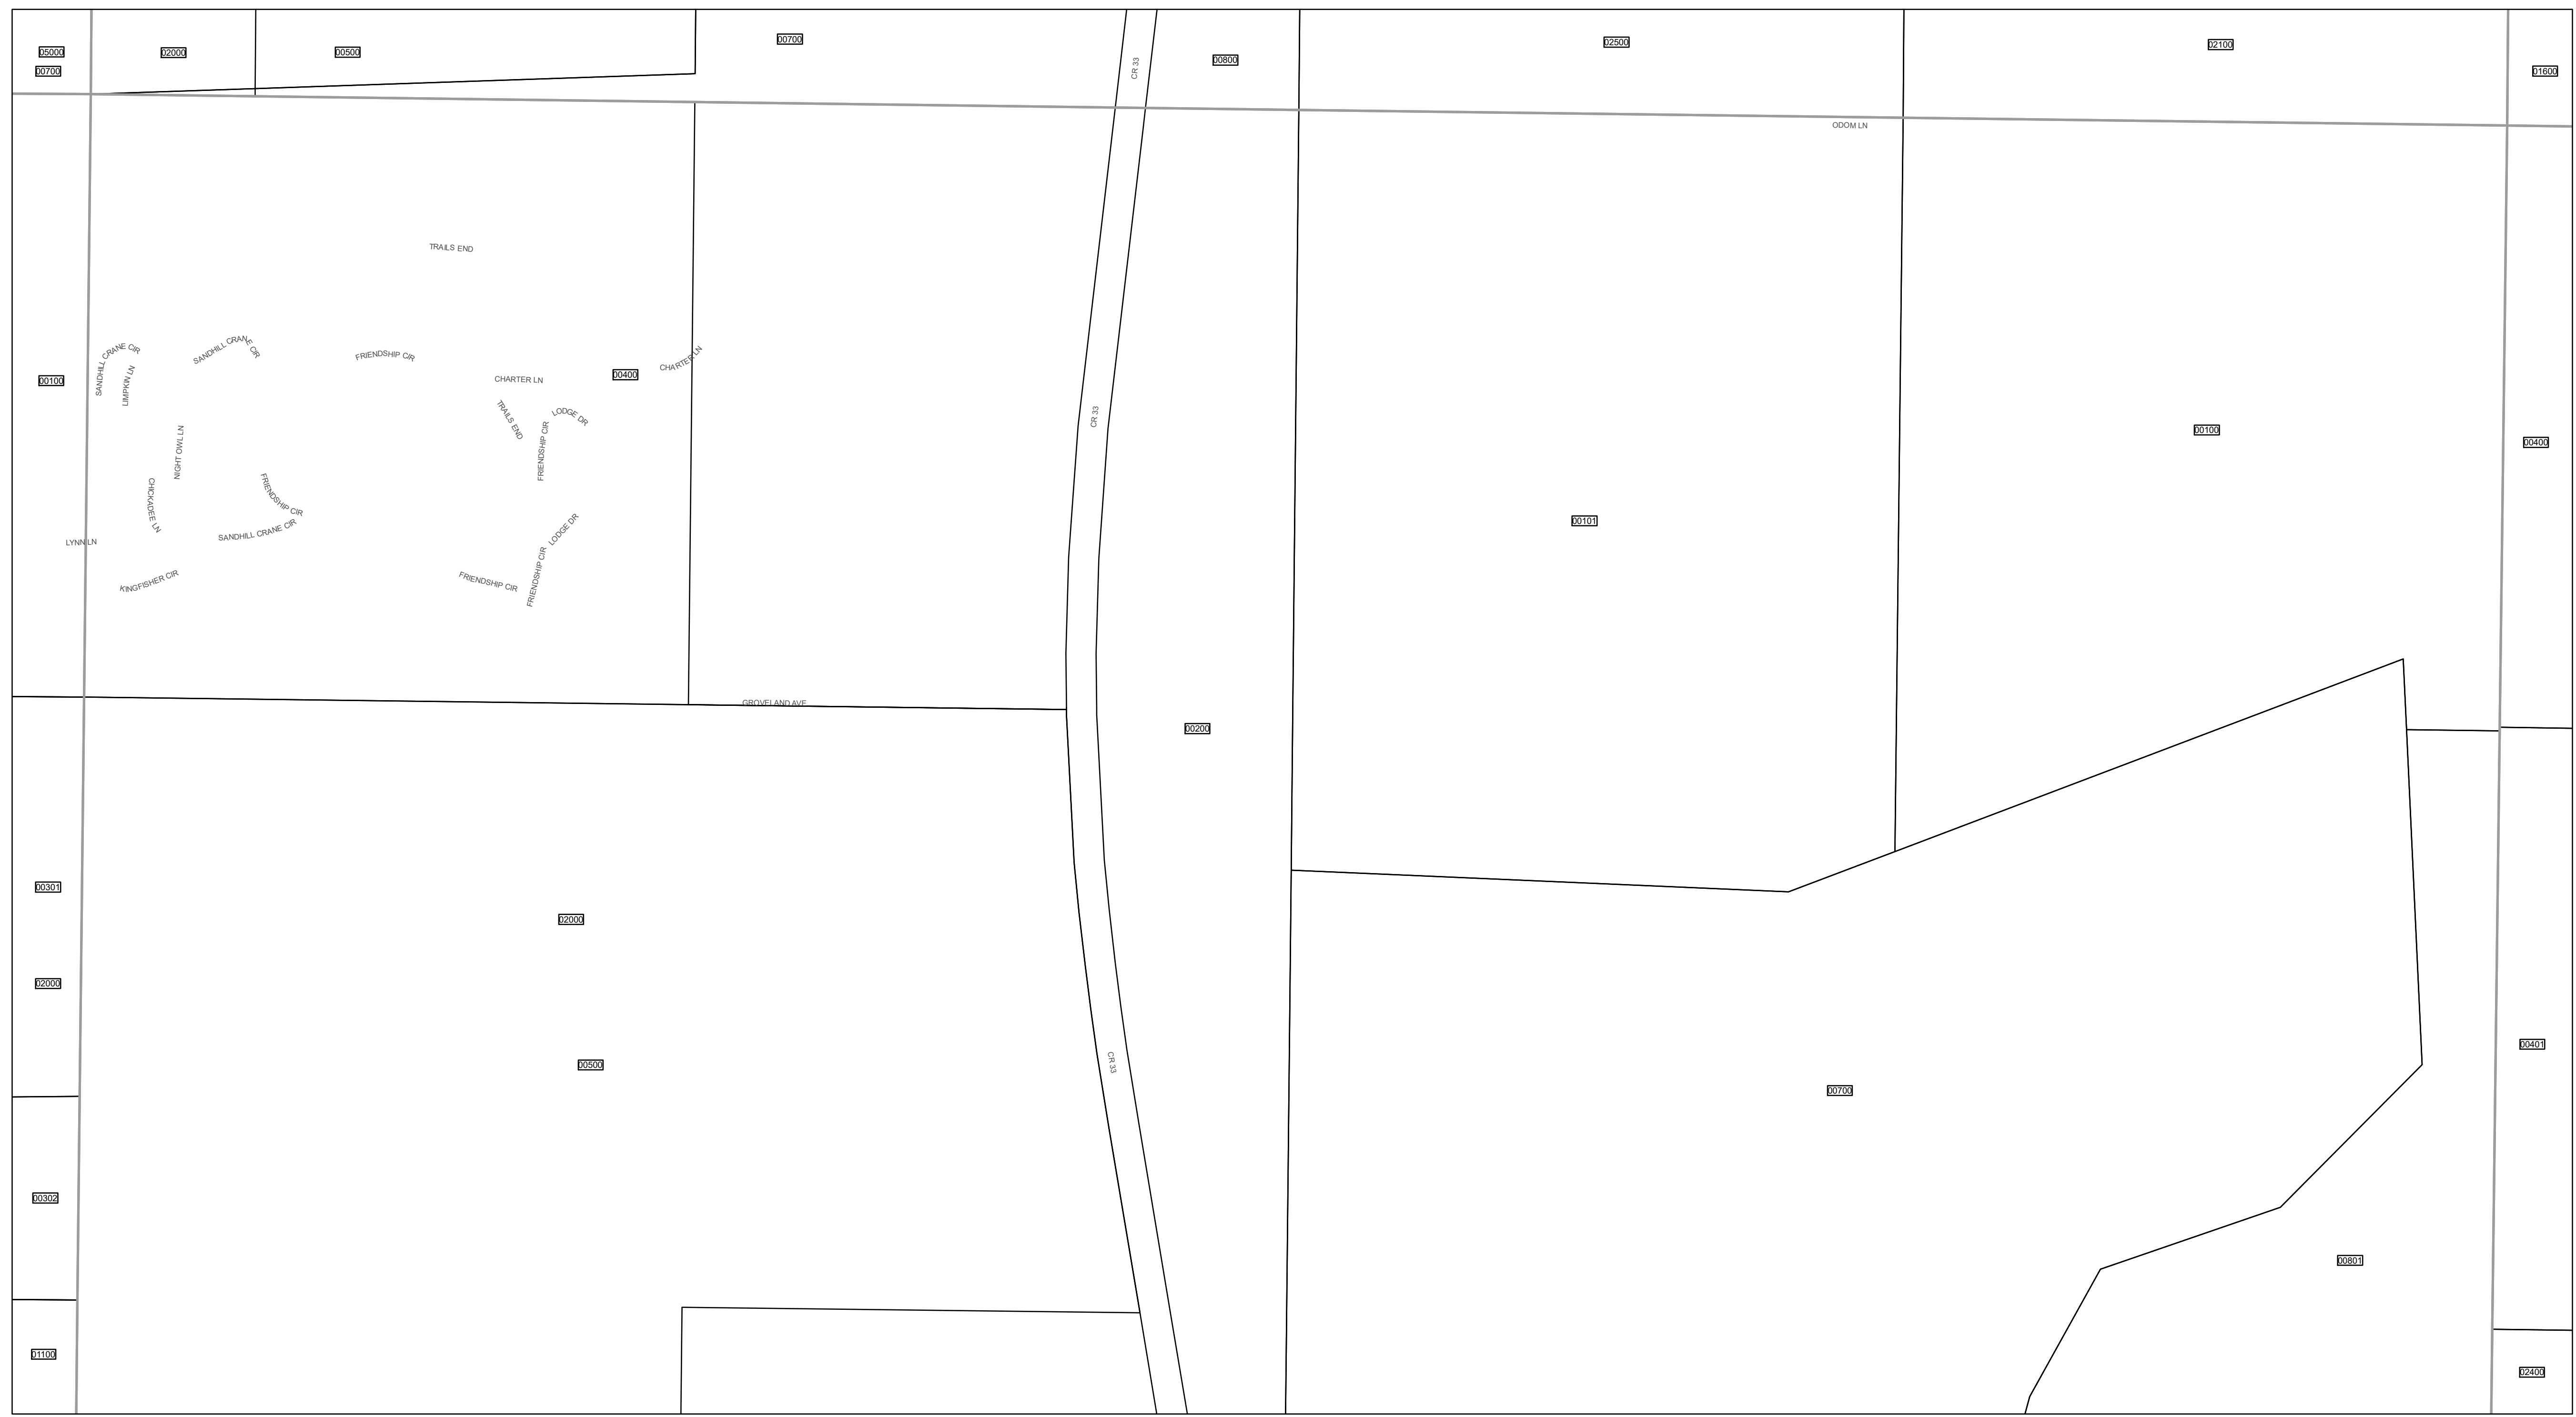 05000
02000
00500
00700
00800
02500
02100
01600
00700
CR 33
ODOM LN
TRAILS END
SANDHILL CRANE CIR
SANDHILL CRANE CIR
FRIENDSHIP CIR
CHARTER LN
00400
CHARTER LN
00100
LIMPKIN LN
TRAILS END
LODGE DR
CR 33
00100
00400
NIGHT OWL LN
FRIENDSHIP CIR
CHICKADEE LN
FRIENDSHIP CIR
SANDHILL CRANE CIR
00101
LYNN LN
LODGE DR
KINGFISHER CIR
FRIENDSHIP CIR
FRIENDSHIP CIR
GROVELAND AVE
00200
00301
02000
02000
00500
CR 33
00401
00700
00302
00801
01100
02400